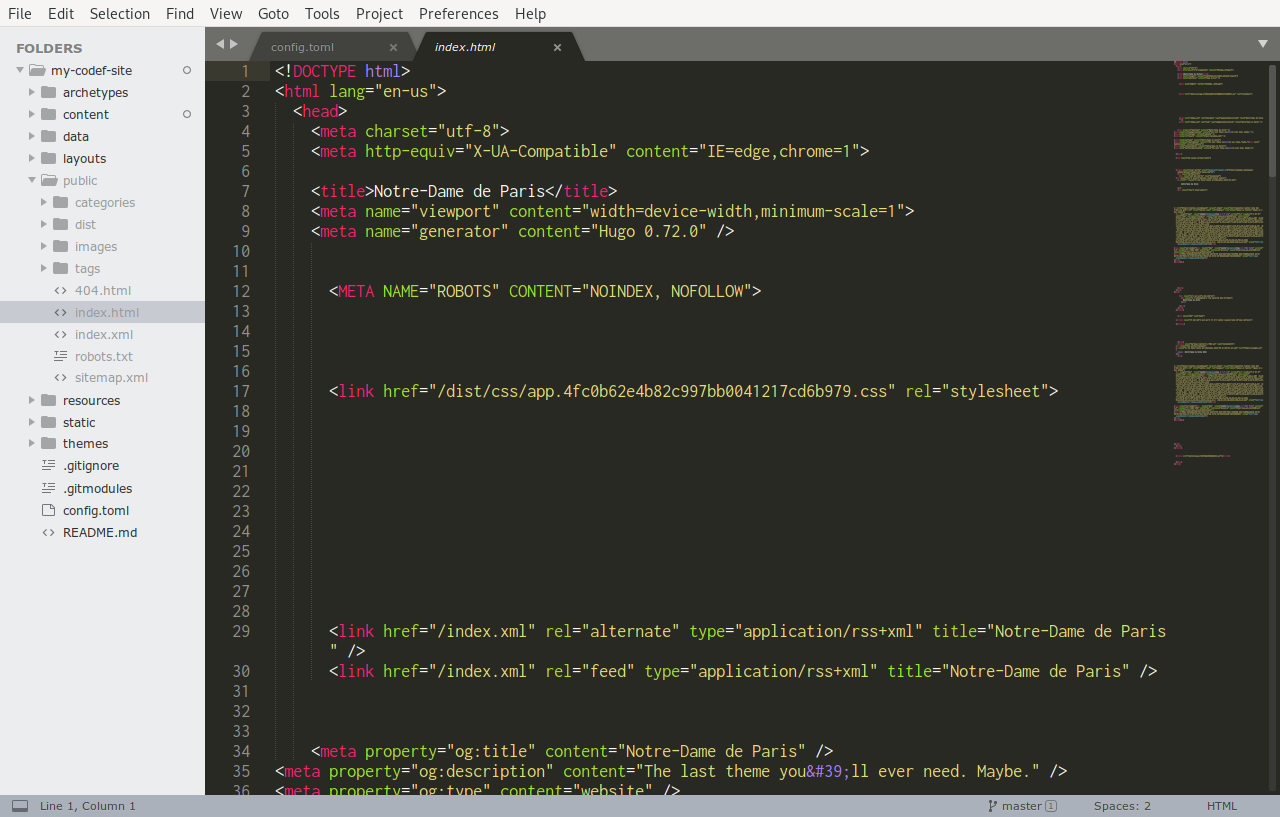 File Edit Selection Find View Goto Tools Project Preferences Help
FOLDERS
my-codef-site
archetypes
content
data
layouts
public
categories
dist
images
tags
404.html
index.html
index.xml
robots.txt
sitemap.xml
resources
static
themes
.gitignore
.gitmodules
config.toml
README.md
config.toml × index.html ×
1 <!DOCTYPE html>
2 <html lang="en-us">
3 <head>
4 <meta charset="utf-8">
5 <meta http-equiv="X-UA-Compatible" content="IE=edge,chrome=1">
6
7 <title>Notre-Dame de Paris</title>
8 <meta name="viewport" content="width=device-width,minimum-scale=1">
9 <meta name="generator" content="Hugo 0.72.0" />
10
11
12 <META NAME="ROBOTS" CONTENT="NOINDEX, NOFOLLOW">
13
14
15
16
17 <link href="/dist/css/app.4fc0b62e4b82c997bb0041217cd6b979.css" rel="stylesheet">
18
19
20
21
22
23
24
25
26
27
28
29 <link href="/index.xml" rel="alternate" type="application/rss+xml" title="Notre-Dame de Paris
" />
30 <link href="/index.xml" rel="feed" type="application/rss+xml" title="Notre-Dame de Paris" />
31
32
33
34 <meta property="og:title" content="Notre-Dame de Paris" />
35 <meta property="og:description" content="The last theme you&#39;ll ever need. Maybe." />
36 <meta property="og:type" content="website" />
Line 1, Column 1 master 1 Spaces: 2 HTML